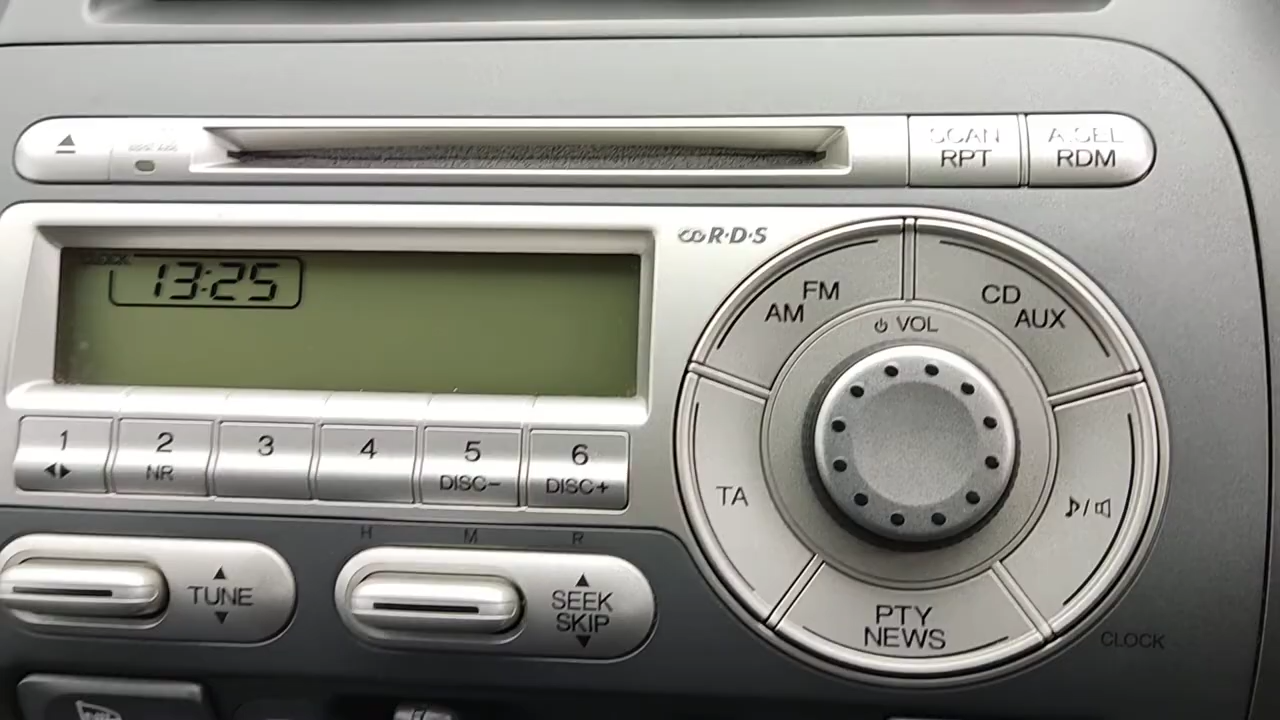 SCAN
RPT
A.SEL
RDM
R·D·S
CLOCK
13:25
FM
AM
CD
AUX
VOL
1
2
NR
3
4
5
DISC-
6
DISC+
TA
H
M
R
TUNE
SEEK
SKIP
PTY
NEWS
CLOCK